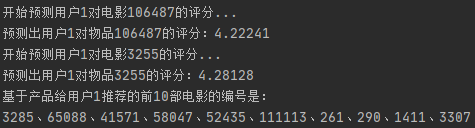 开始预测用户1对电影106487的评分...
预测出用户1对物品106487的评分：4.22241
开始预测用户1对电影3255的评分...
预测出用户1对物品3255的评分：4.28128
基于产品给用户1推荐的前10部电影的编号是：
3285、65088、41571、58047、52435、111113、261、290、1411、3307